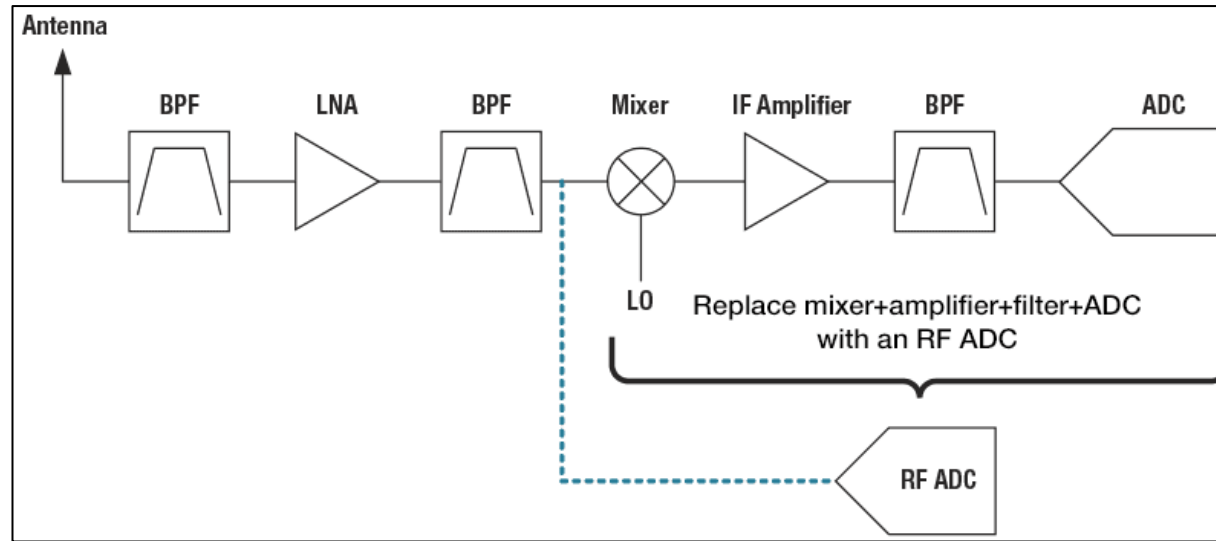 Antenna
BPF
LNA
BPF
Mixer
IF Amplifier
BPF
ADC
LO
Replace mixer+amplifier+filter+ADC
with an RF ADC
RF ADC